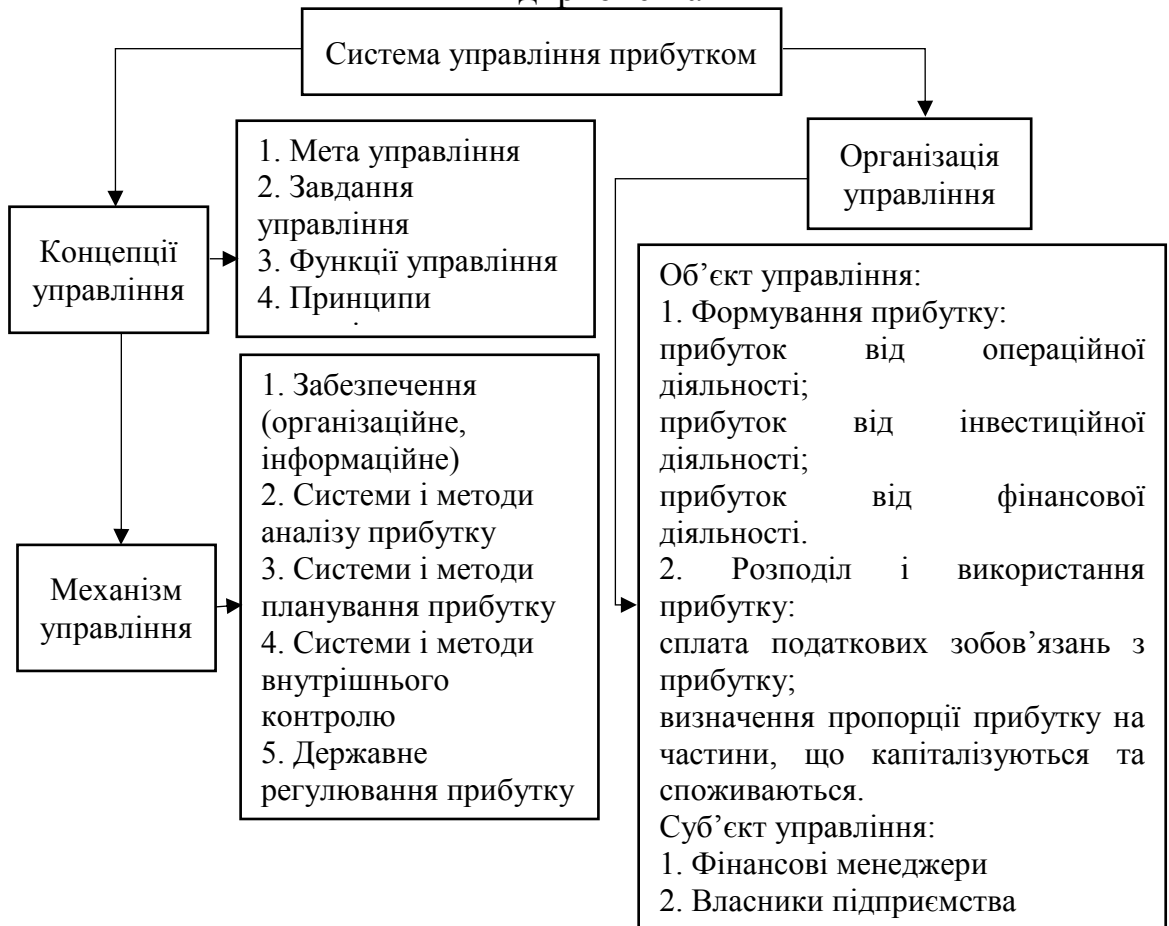 Система управління прибутком
Організація
управління
1. Мета управління
2. Завдання
управління
3. Функції управління
4. Принципи
Концепції
управління
1. Забезпечення
(організаційне,
інформаційне)
2. Системи і методи
аналізу прибутку
3. Системи і методи
планування прибутку
4. Системи і методи
внутрішнього
контролю
5. Державне
регулювання прибутку
Механізм
управління
Об’єкт управління:
1. Формування прибутку:
прибуток від операційної
діяльності;
прибуток від інвестиційної
діяльності;
прибуток від фінансової
діяльності.
2. Розподіл і використання
прибутку:
сплата податкових зобов’язань з
прибутку;
визначення пропорції прибутку на
частини, що капіталізуються та
споживаються.
Суб’єкт управління:
1. Фінансові менеджери
2. Власники підприємства